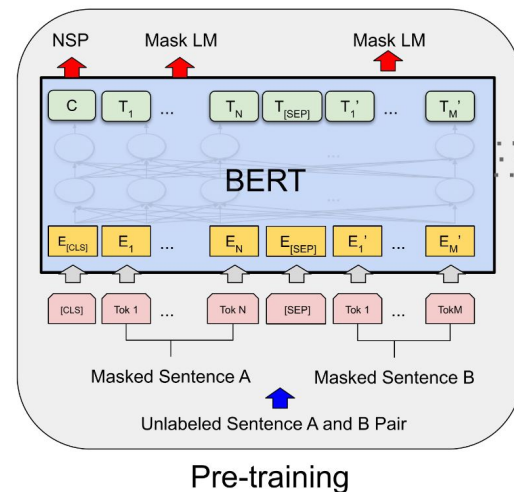 NSP Mask LM Mask LM
C T1 ... TN T[SEP] T1' ... TM'
...
...
BERT
E[CLS] E1 ... EN E[SEP] E1' ... EM'
[CLS] Tok 1 ... Tok N [SEP] Tok 1 ... TokM
Masked Sentence A Masked Sentence B
Unlabeled Sentence A and B Pair
Pre-training